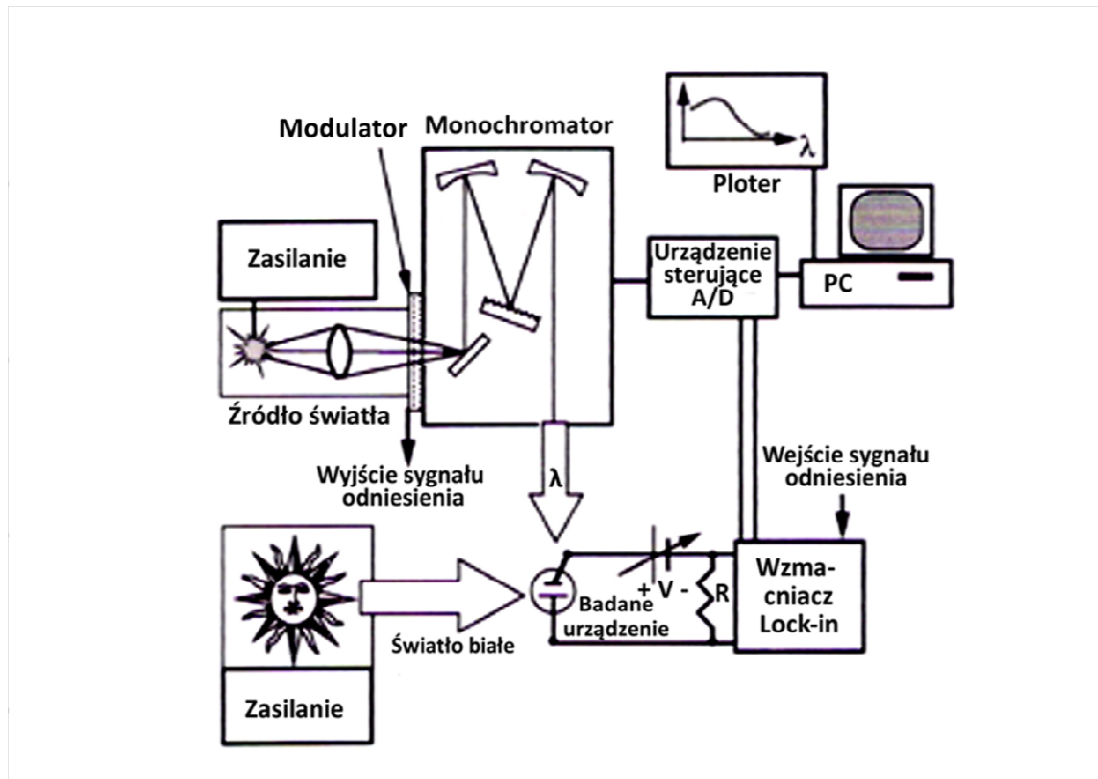 Modulator
Monochromator
λ
Ploter
Zasilanie
Urządzenie
sterujące
A/D
PC
Źródło światła
Wyjście sygnału
odniesienia
λ
Wejście sygnału
odniesienia
+ V -
R
Badane
urządzenie
Wzma-
cniacz
Lock-in
Światło białe
Zasilanie